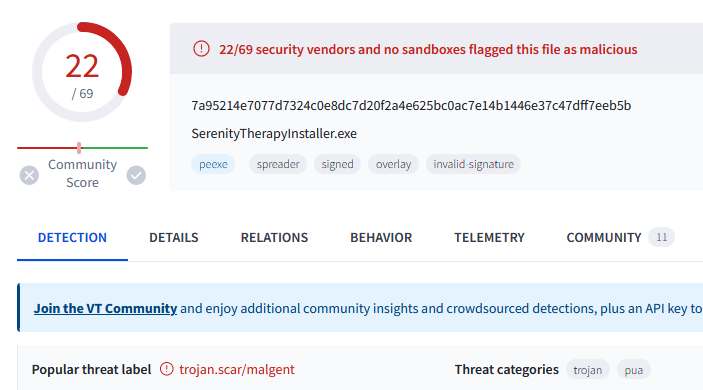 22
/ 69
Community
Score
22/69 security vendors and no sandboxes flagged this file as malicious
7a95214e7077d7324c0e8dc7d20f2a4e625bc0ac7e14b1446e37c47dff7eeb5b
SerenityTherapyInstaller.exe
peexe spreader signed overlay invalid-signature
DETECTION DETAILS RELATIONS BEHAVIOR TELEMETRY COMMUNITY 11
Join the VT Community and enjoy additional community insights and crowdsourced detections, plus an API key to
Popular threat label trojan.scar/malgent Threat categories trojan pua